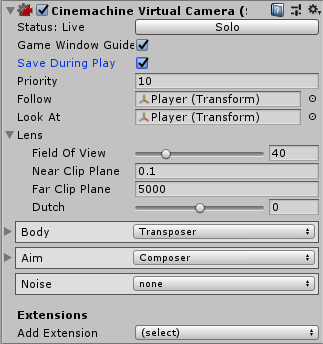 Cinemachine Virtual Camera (S
Status: Live Solo
Game Window Guide
Save During Play
Priority 10
Follow Player (Transform)
Look At Player (Transform)
Lens
Field Of View 40
Near Clip Plane 0.1
Far Clip Plane 5000
Dutch 0
Body Transposer
Aim Composer
Noise none
Extensions
Add Extension (select)